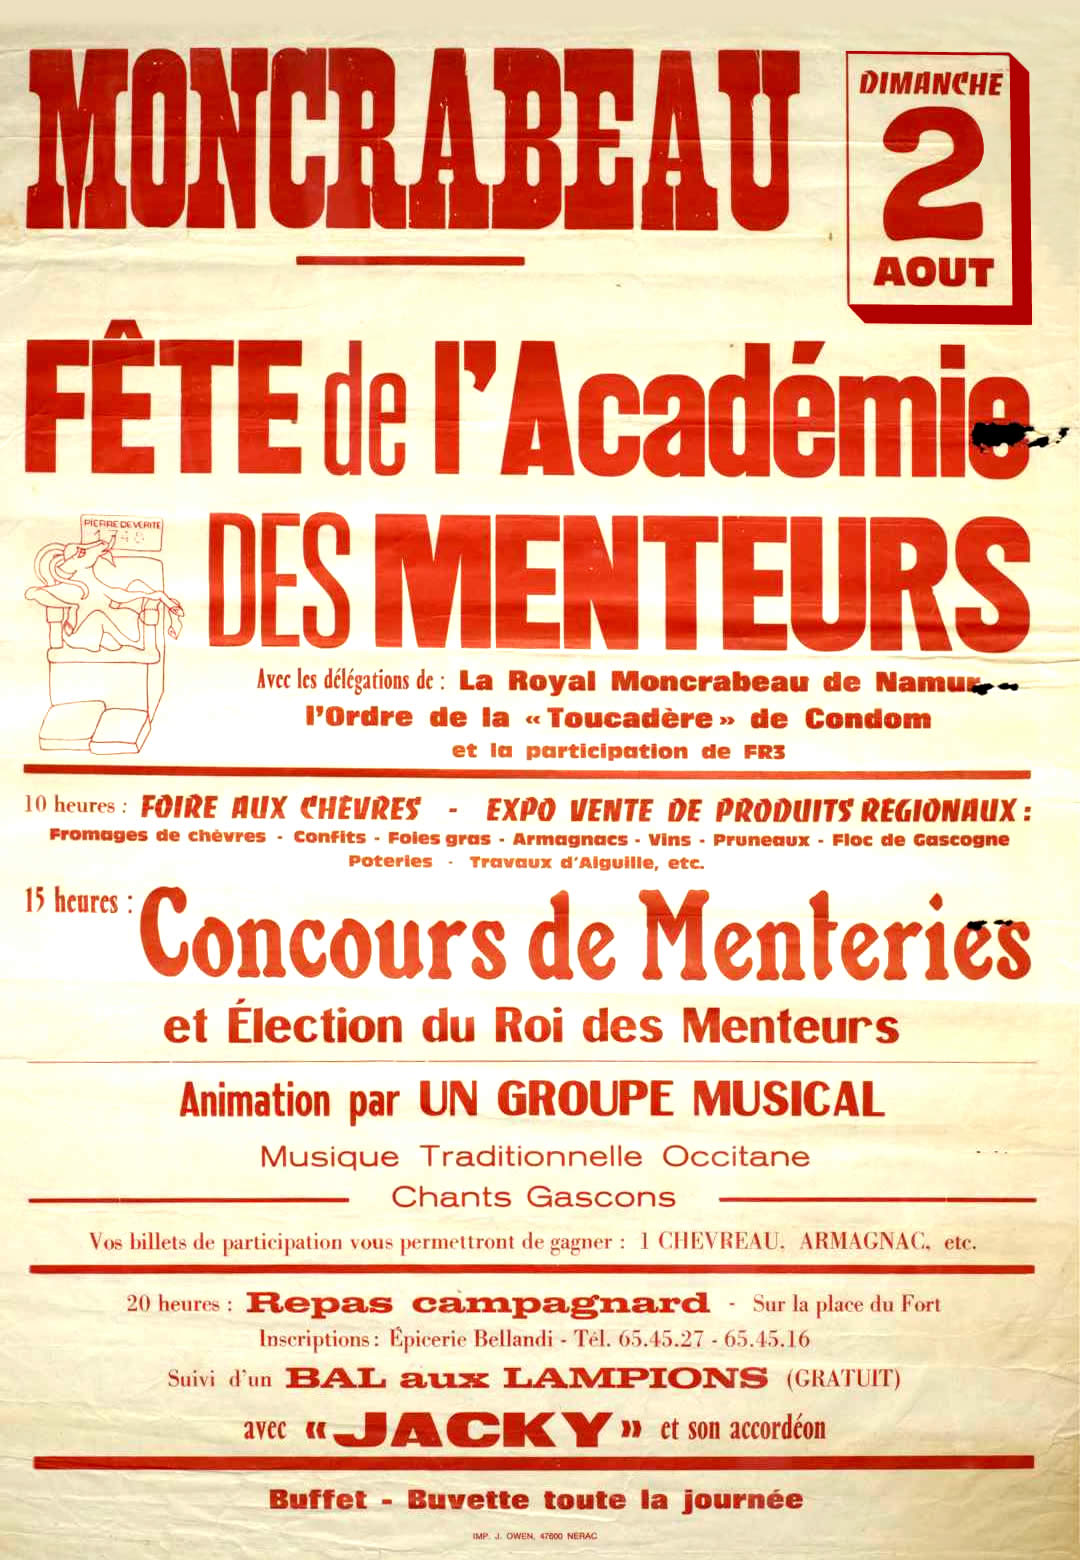 MONCRABEAU
DIMANCHE
2
AOUT
FÊTE de l'Académie
DES MENTEURS
PIERRE DE VERITE
1748
Avec les délégations de : La Royal Moncrabeau de Namur
l'Ordre de la « Toucadère » de Condom
et la participation de FR3
10 heures : FOIRE AUX CHEVRES - EXPO VENTE DE PRODUITS REGIONAUX :
Fromages de chèvres - Confits - Foies gras - Armagnacs - Vins - Pruneaux - Floc de Gascogne
Poteries - Travaux d'Aiguille, etc.
15 heures : Concours de Menteries
et Élection du Roi des Menteurs
Animation par UN GROUPE MUSICAL
Musique Traditionnelle Occitane
Chants Gascons
Vos billets de participation vous permettront de gagner : 1 CHEVREAU, ARMAGNAC, etc.
20 heures : Repas campagnard - Sur la place du Fort
Inscriptions : Épicerie Bellandi - Tél. 65.45.27 - 65.45.16
Suivi d'un BAL aux LAMPIONS (GRATUIT)
avec « JACKY » et son accordéon
Buffet - Buvette toute la journée
IMP. J. OWEN, 47600 NERAC